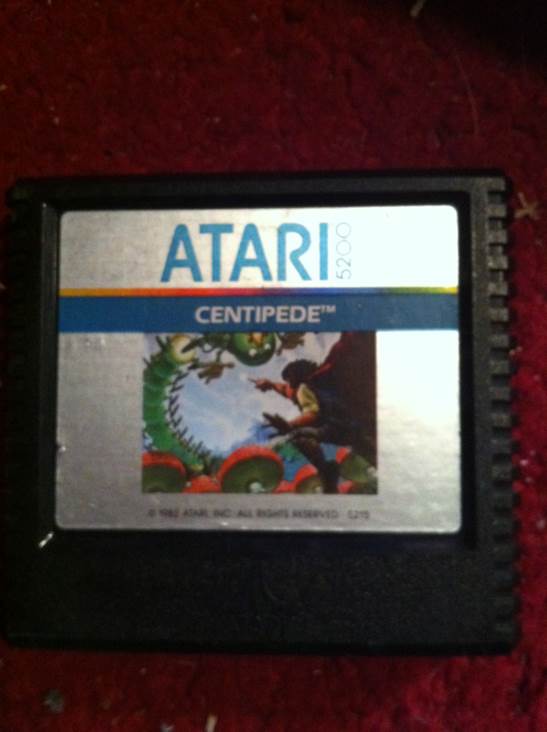 ATARI 5200
CENTIPEDE™
© 1982 ATARI, INC. ALL RIGHTS RESERVED